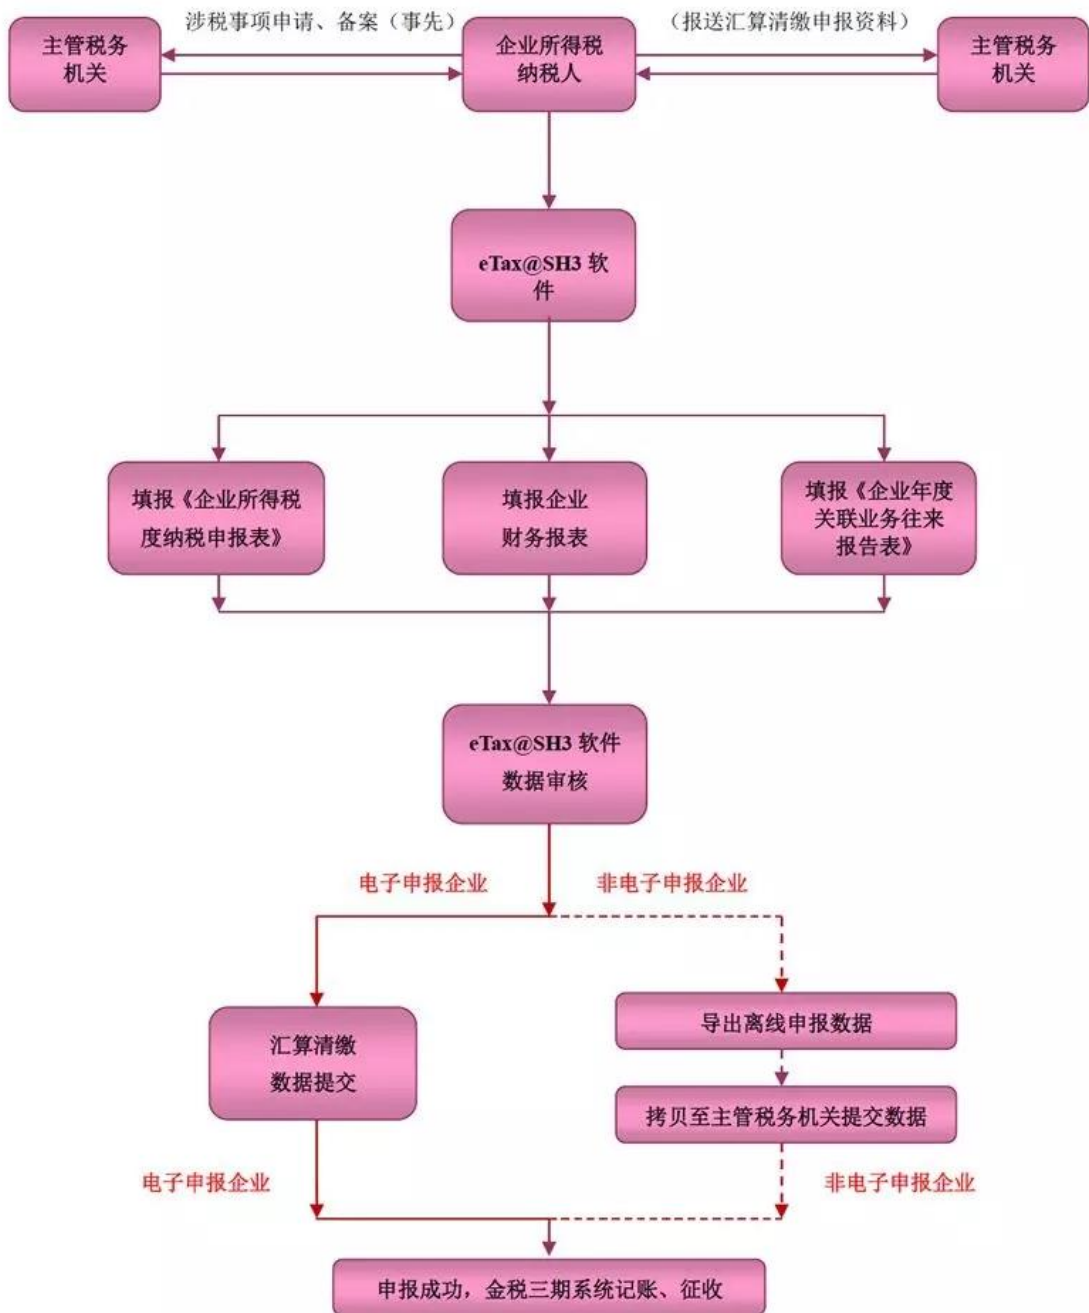 涉税事项申请、备案（事先）
（报送汇算清缴申报资料）
主管税务
机关
企业所得税
纳税人
主管税务
机关
eTax@SH3 软
件
填报《企业所得税
度纳税申报表》
填报企业
财务报表
填报《企业年度
关联业务往来
报告表》
eTax@SH3 软件
数据审核
电子申报企业
非电子申报企业
汇算清缴
数据提交
导出离线申报数据
拷贝至主管税务机关提交数据
电子申报企业
非电子申报企业
申报成功，金税三期系统记账、征收